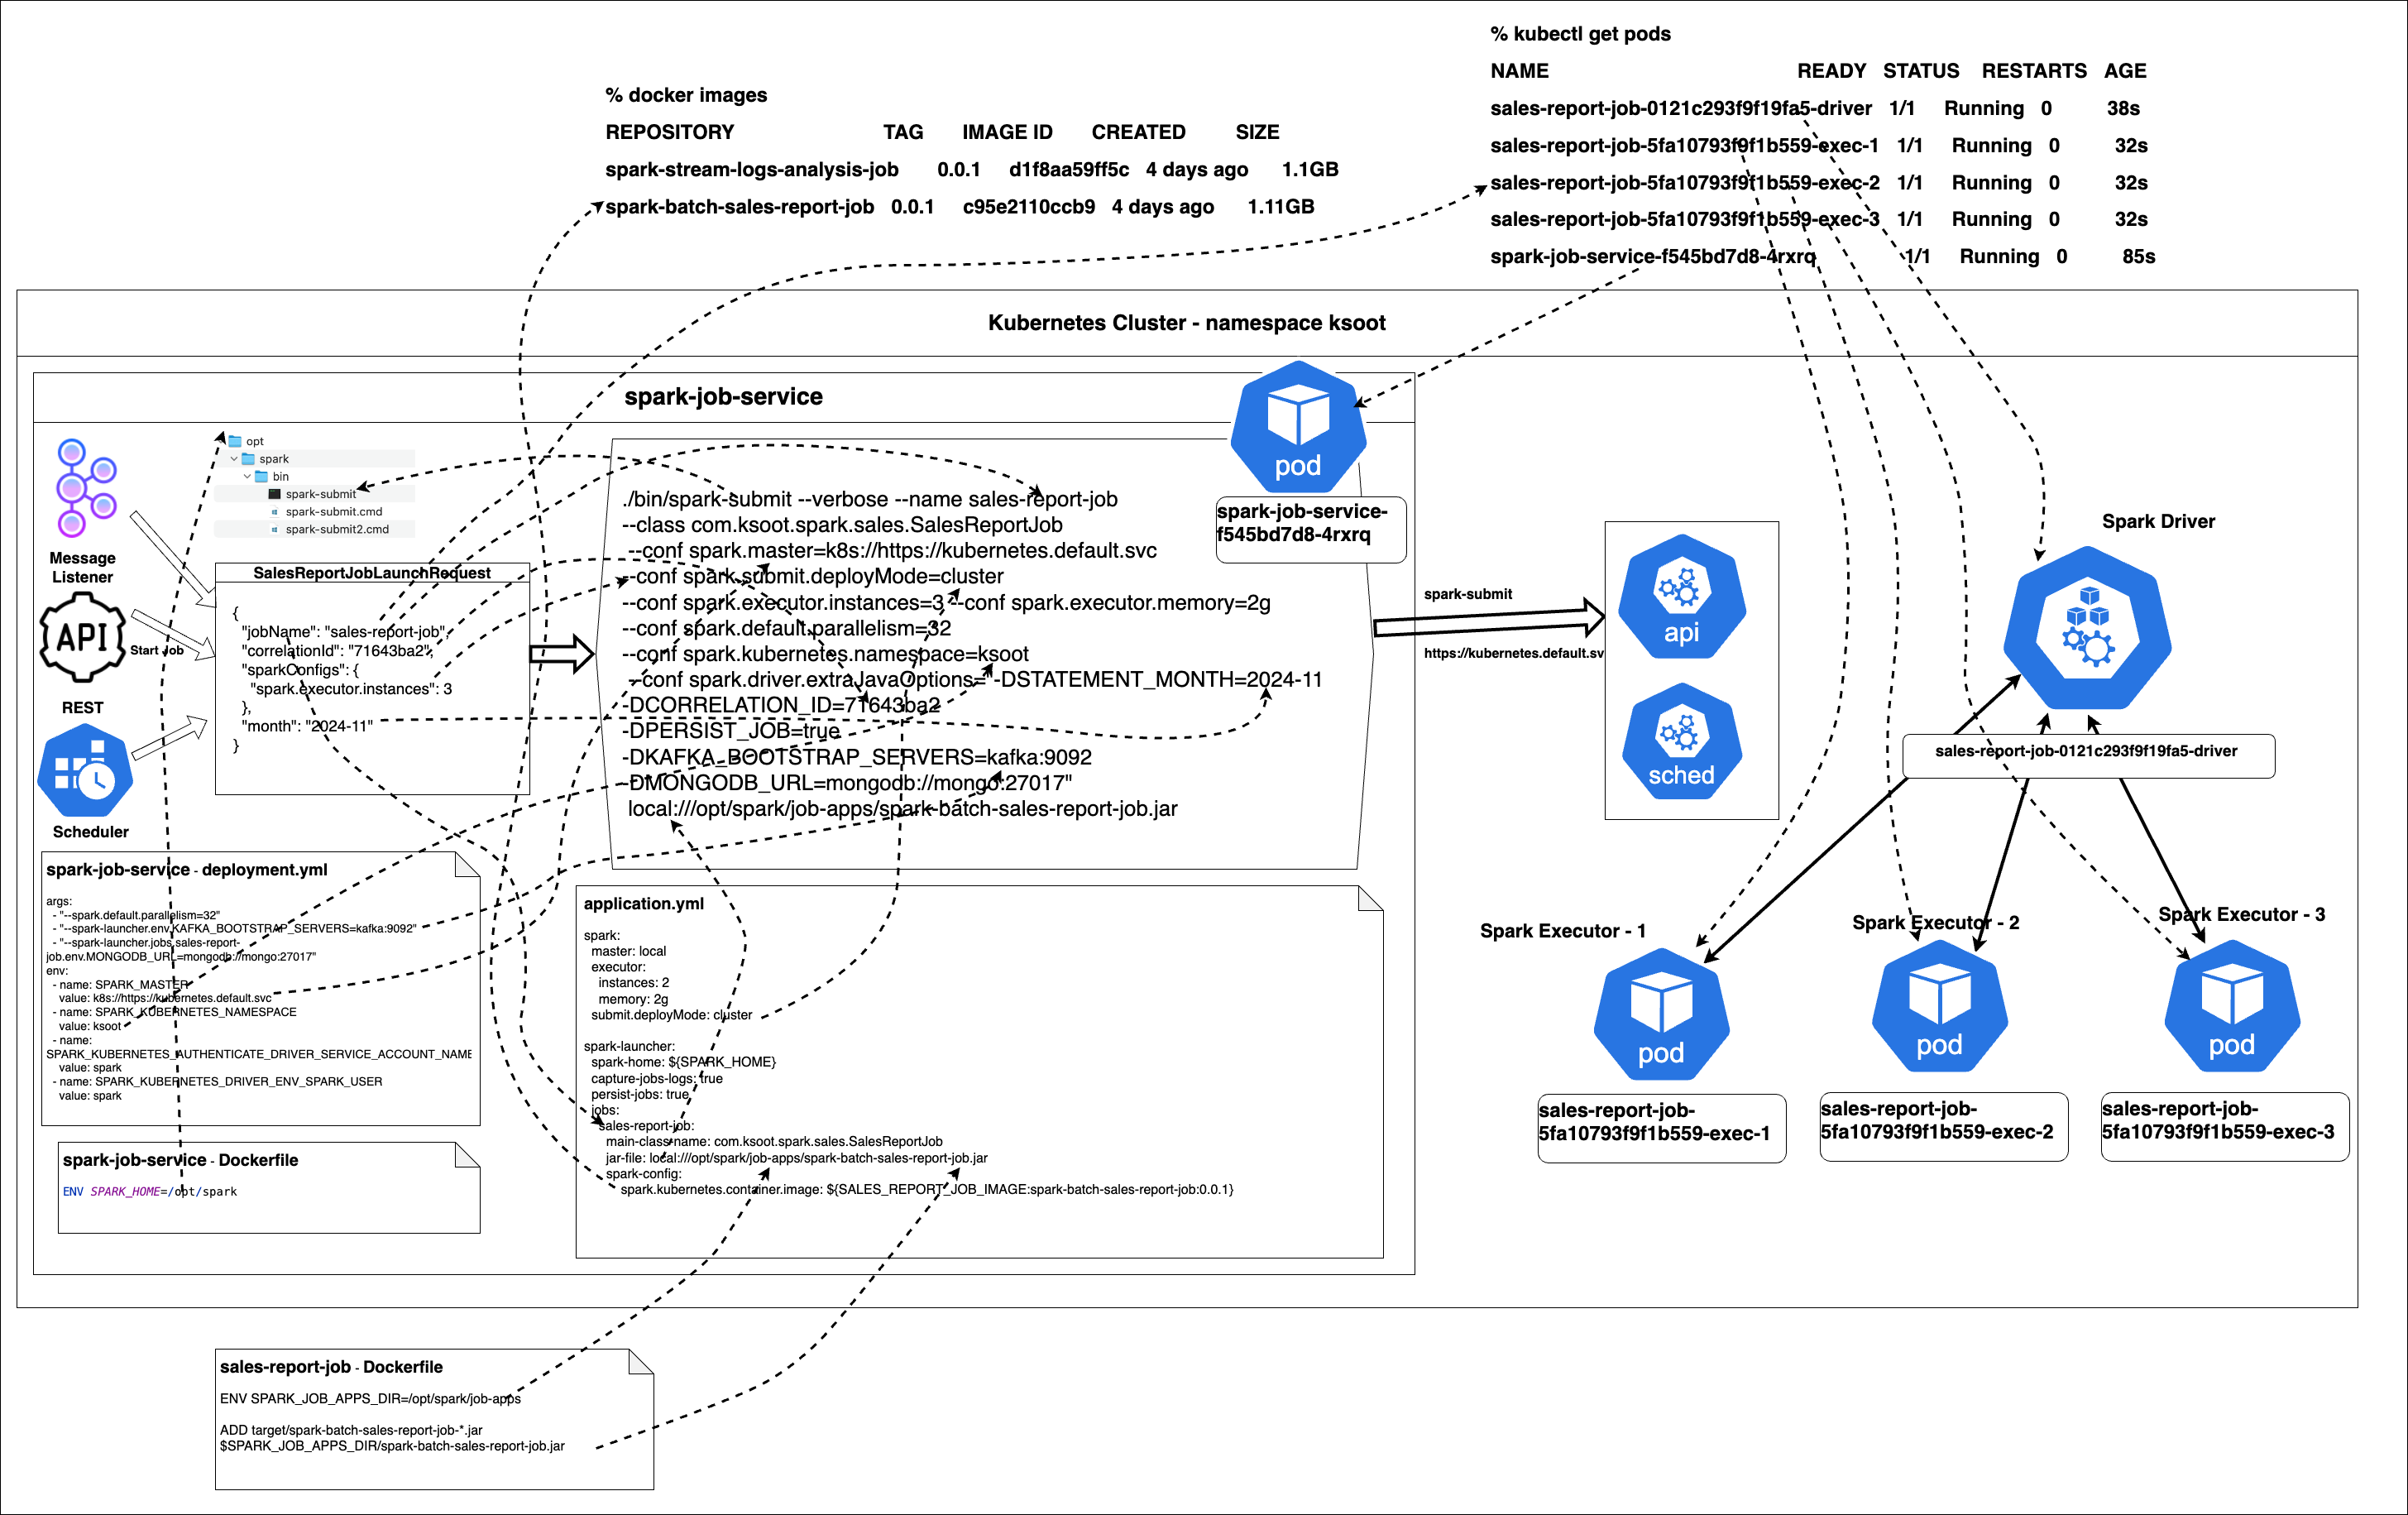 % kubectl get pods
NAME READY STATUS RESTARTS AGE
sales-report-job-0121c293f9f19fa5-driver 1/1 Running 0 38s
sales-report-job-5fa10793f9f1b559-exec-1 1/1 Running 0 32s
sales-report-job-5fa10793f9f1b559-exec-2 1/1 Running 0 32s
sales-report-job-5fa10793f9f1b559-exec-3 1/1 Running 0 32s
spark-job-service-f545bd7d8-4rxrq 1/1 Running 0 85s
% docker images
REPOSITORY TAG IMAGE ID CREATED SIZE
spark-stream-logs-analysis-job 0.0.1 d1f8aa59ff5c 4 days ago 1.1GB
spark-batch-sales-report-job 0.0.1 c95e2110ccb9 4 days ago 1.11GB
Kubernetes Cluster - namespace ksoot
spark-job-service
opt
spark
bin
spark-submit
spark-submit.cmd
spark-submit2.cmd
Message
Listener
API
Start Job
REST
Scheduler
SalesReportJobLaunchRequest
{
"jobName": "sales-report-job",
"correlationId": "71643ba2",
"sparkConfigs": {
"spark.executor.instances": 3
},
"month": "2024-11"
}
./bin/spark-submit --verbose --name sales-report-job
--class com.ksoot.spark.sales.SalesReportJob
--conf spark.master=k8s://https://kubernetes.default.svc
--conf spark.submit.deployMode=cluster
--conf spark.executor.instances=3 --conf spark.executor.memory=2g
--conf spark.default.parallelism=32
--conf spark.kubernetes.namespace=ksoot
--conf spark.driver.extraJavaOptions="-DSTATEMENT_MONTH=2024-11
-DCORRELATION_ID=71643ba2
-DPERSIST_JOB=true
-DKAFKA_BOOTSTRAP_SERVERS=kafka:9092
-DMONGODB_URL=mongodb://mongo:27017"
local:///opt/spark/job-apps/spark-batch-sales-report-job.jar
pod
spark-job-service-
f545bd7d8-4rxrq
spark-submit
https://kubernetes.default.sv
api
sched
Spark Driver
sales-report-job-0121c293f9f19fa5-driver
Spark Executor - 1
Spark Executor - 2
Spark Executor - 3
pod
pod
pod
sales-report-job-
5fa10793f9f1b559-exec-1
sales-report-job-
5fa10793f9f1b559-exec-2
sales-report-job-
5fa10793f9f1b559-exec-3
spark-job-service - deployment.yml
args:
- "--spark.default.parallelism=32"
- "--spark-launcher.env.KAFKA_BOOTSTRAP_SERVERS=kafka:9092"
- "--spark-launcher.jobs.sales-report-
job.env.MONGODB_URL=mongodb://mongo:27017"
env:
- name: SPARK_MASTER
value: k8s://https://kubernetes.default.svc
- name: SPARK_KUBERNETES_NAMESPACE
value: ksoot
- name:
SPARK_KUBERNETES_AUTHENTICATE_DRIVER_SERVICE_ACCOUNT_NAME
value: spark
- name: SPARK_KUBERNETES_DRIVER_ENV_SPARK_USER
value: spark
spark-job-service - Dockerfile
ENV SPARK_HOME=/opt/spark
application.yml
spark:
master: local
executor:
instances: 2
memory: 2g
submit.deployMode: cluster
spark-launcher:
spark-home: ${SPARK_HOME}
capture-jobs-logs: true
persist-jobs: true
jobs:
sales-report-job:
main-class-name: com.ksoot.spark.sales.SalesReportJob
jar-file: local:///opt/spark/job-apps/spark-batch-sales-report-job.jar
spark-config:
spark.kubernetes.container.image: ${SALES_REPORT_JOB_IMAGE:spark-batch-sales-report-job:0.0.1}
sales-report-job - Dockerfile
ENV SPARK_JOB_APPS_DIR=/opt/spark/job-apps
ADD target/spark-batch-sales-report-job-*.jar
$SPARK_JOB_APPS_DIR/spark-batch-sales-report-job.jar